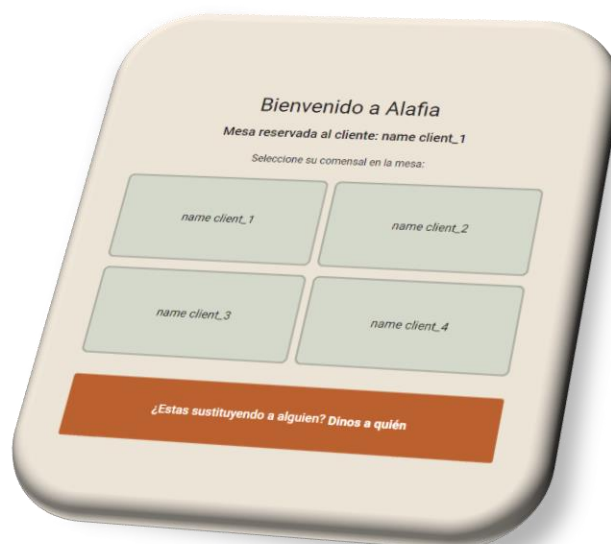 Bienvenido a Alafia
Mesa reservada al cliente: name client_1
Seleccione su comensal en la mesa:
name client_1
name client_2
name client_3
name client_4
¿Estas sustituyendo a alguien? Dinos a quién